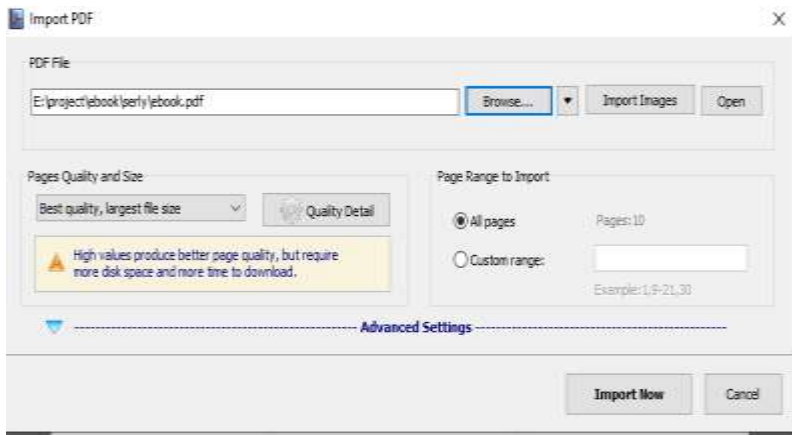 Import PDF
PDF File
E:\project\ebook\serly\ebook.pdf
Browse...
Import Images
Open
Pages Quality and Size
Best quality, largest file size
Quality Detail
High values produce better page quality, but require
more disk space and more time to download.
Page Range to Import
All pages
Pages:10
Custom range:
Example:1,9-21,30
Advanced Settings
Import Now
Cancel